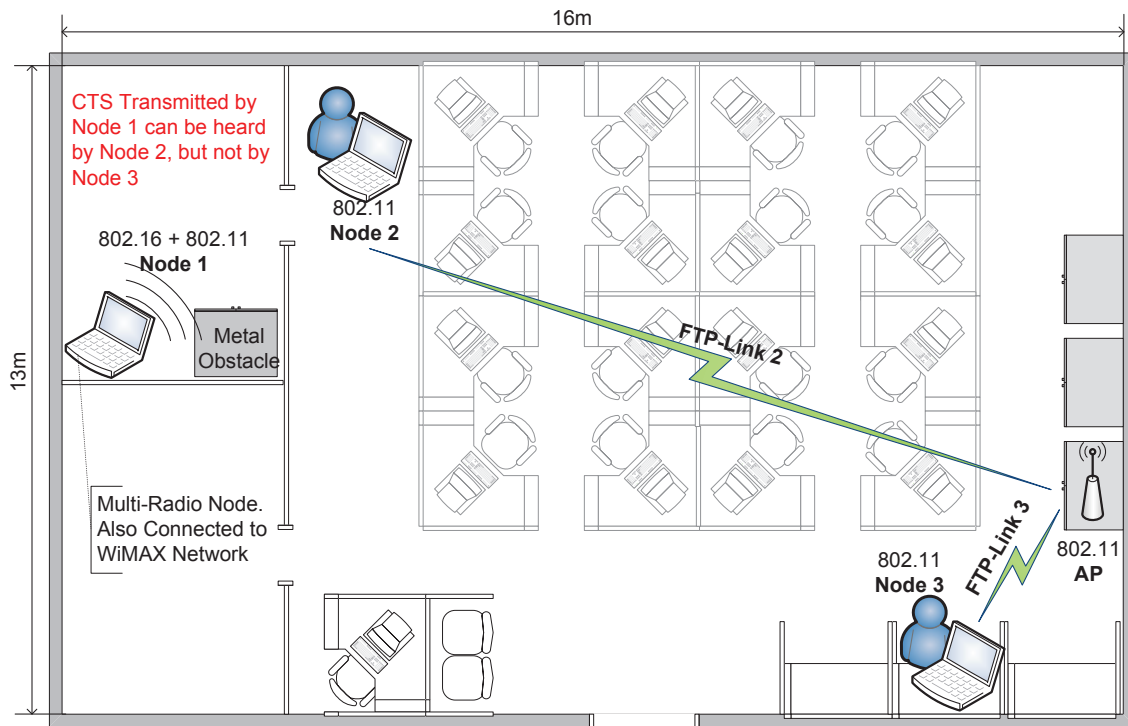 16m
13m
CTS Transmitted by
Node 1 can be heard
by Node 2, but not by
Node 3
802.11
Node 2
802.16 + 802.11
Node 1
Metal
Obstacle
FTP-Link 2
Multi-Radio Node.
Also Connected to
WiMAX Network
FTP-Link 3
802.11
AP
802.11
Node 3